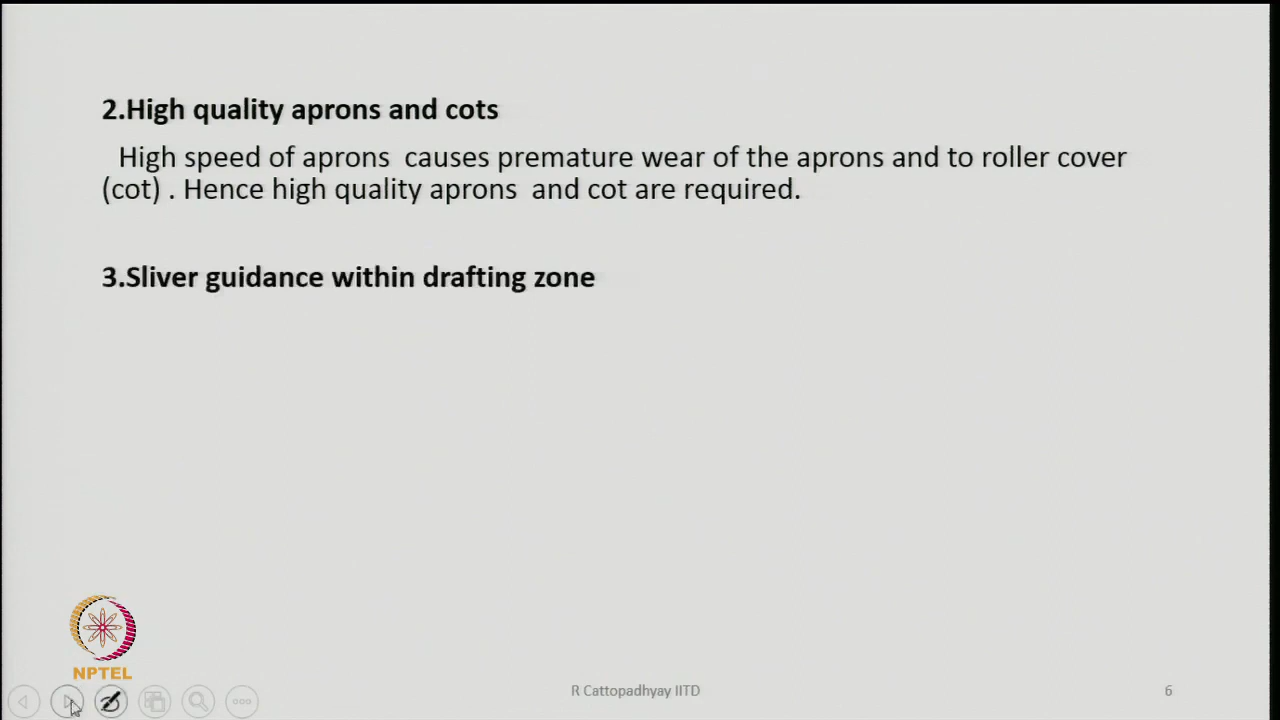 2.High quality aprons and cots
High speed of aprons causes premature wear of the aprons and to roller cover
(cot) . Hence high quality aprons and cot are required.
3.Sliver guidance within drafting zone
NPTEL
R Cattopadhyay IITD
6